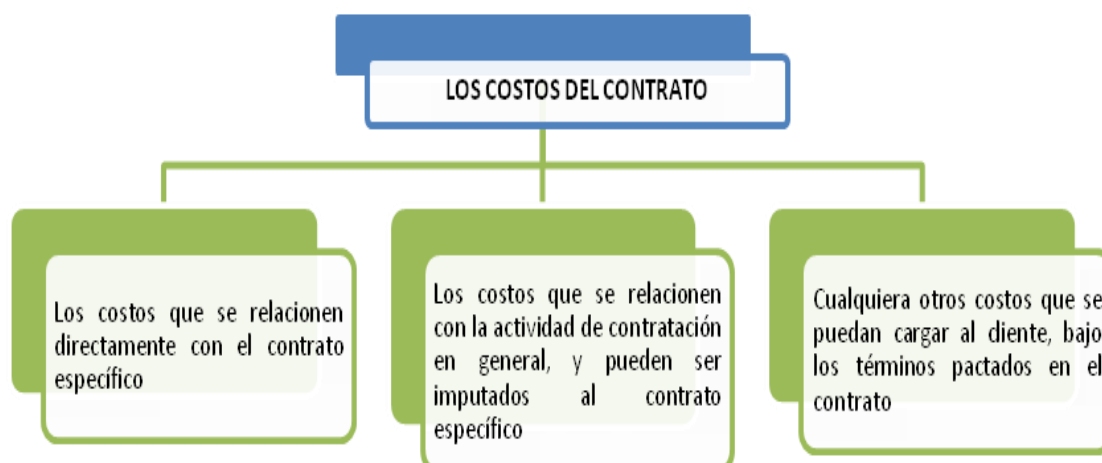 LOS COSTOS DEL CONTRATO
Los costos que se relacionen
directamente con el contrato
específico
Los costos que se relacionen
con la actividad de contratación
en general, y pueden ser
imputados al contrato
específico
Cualquiera otros costos que se
puedan cargar al cliente, bajo
los términos pactados en el
contrato